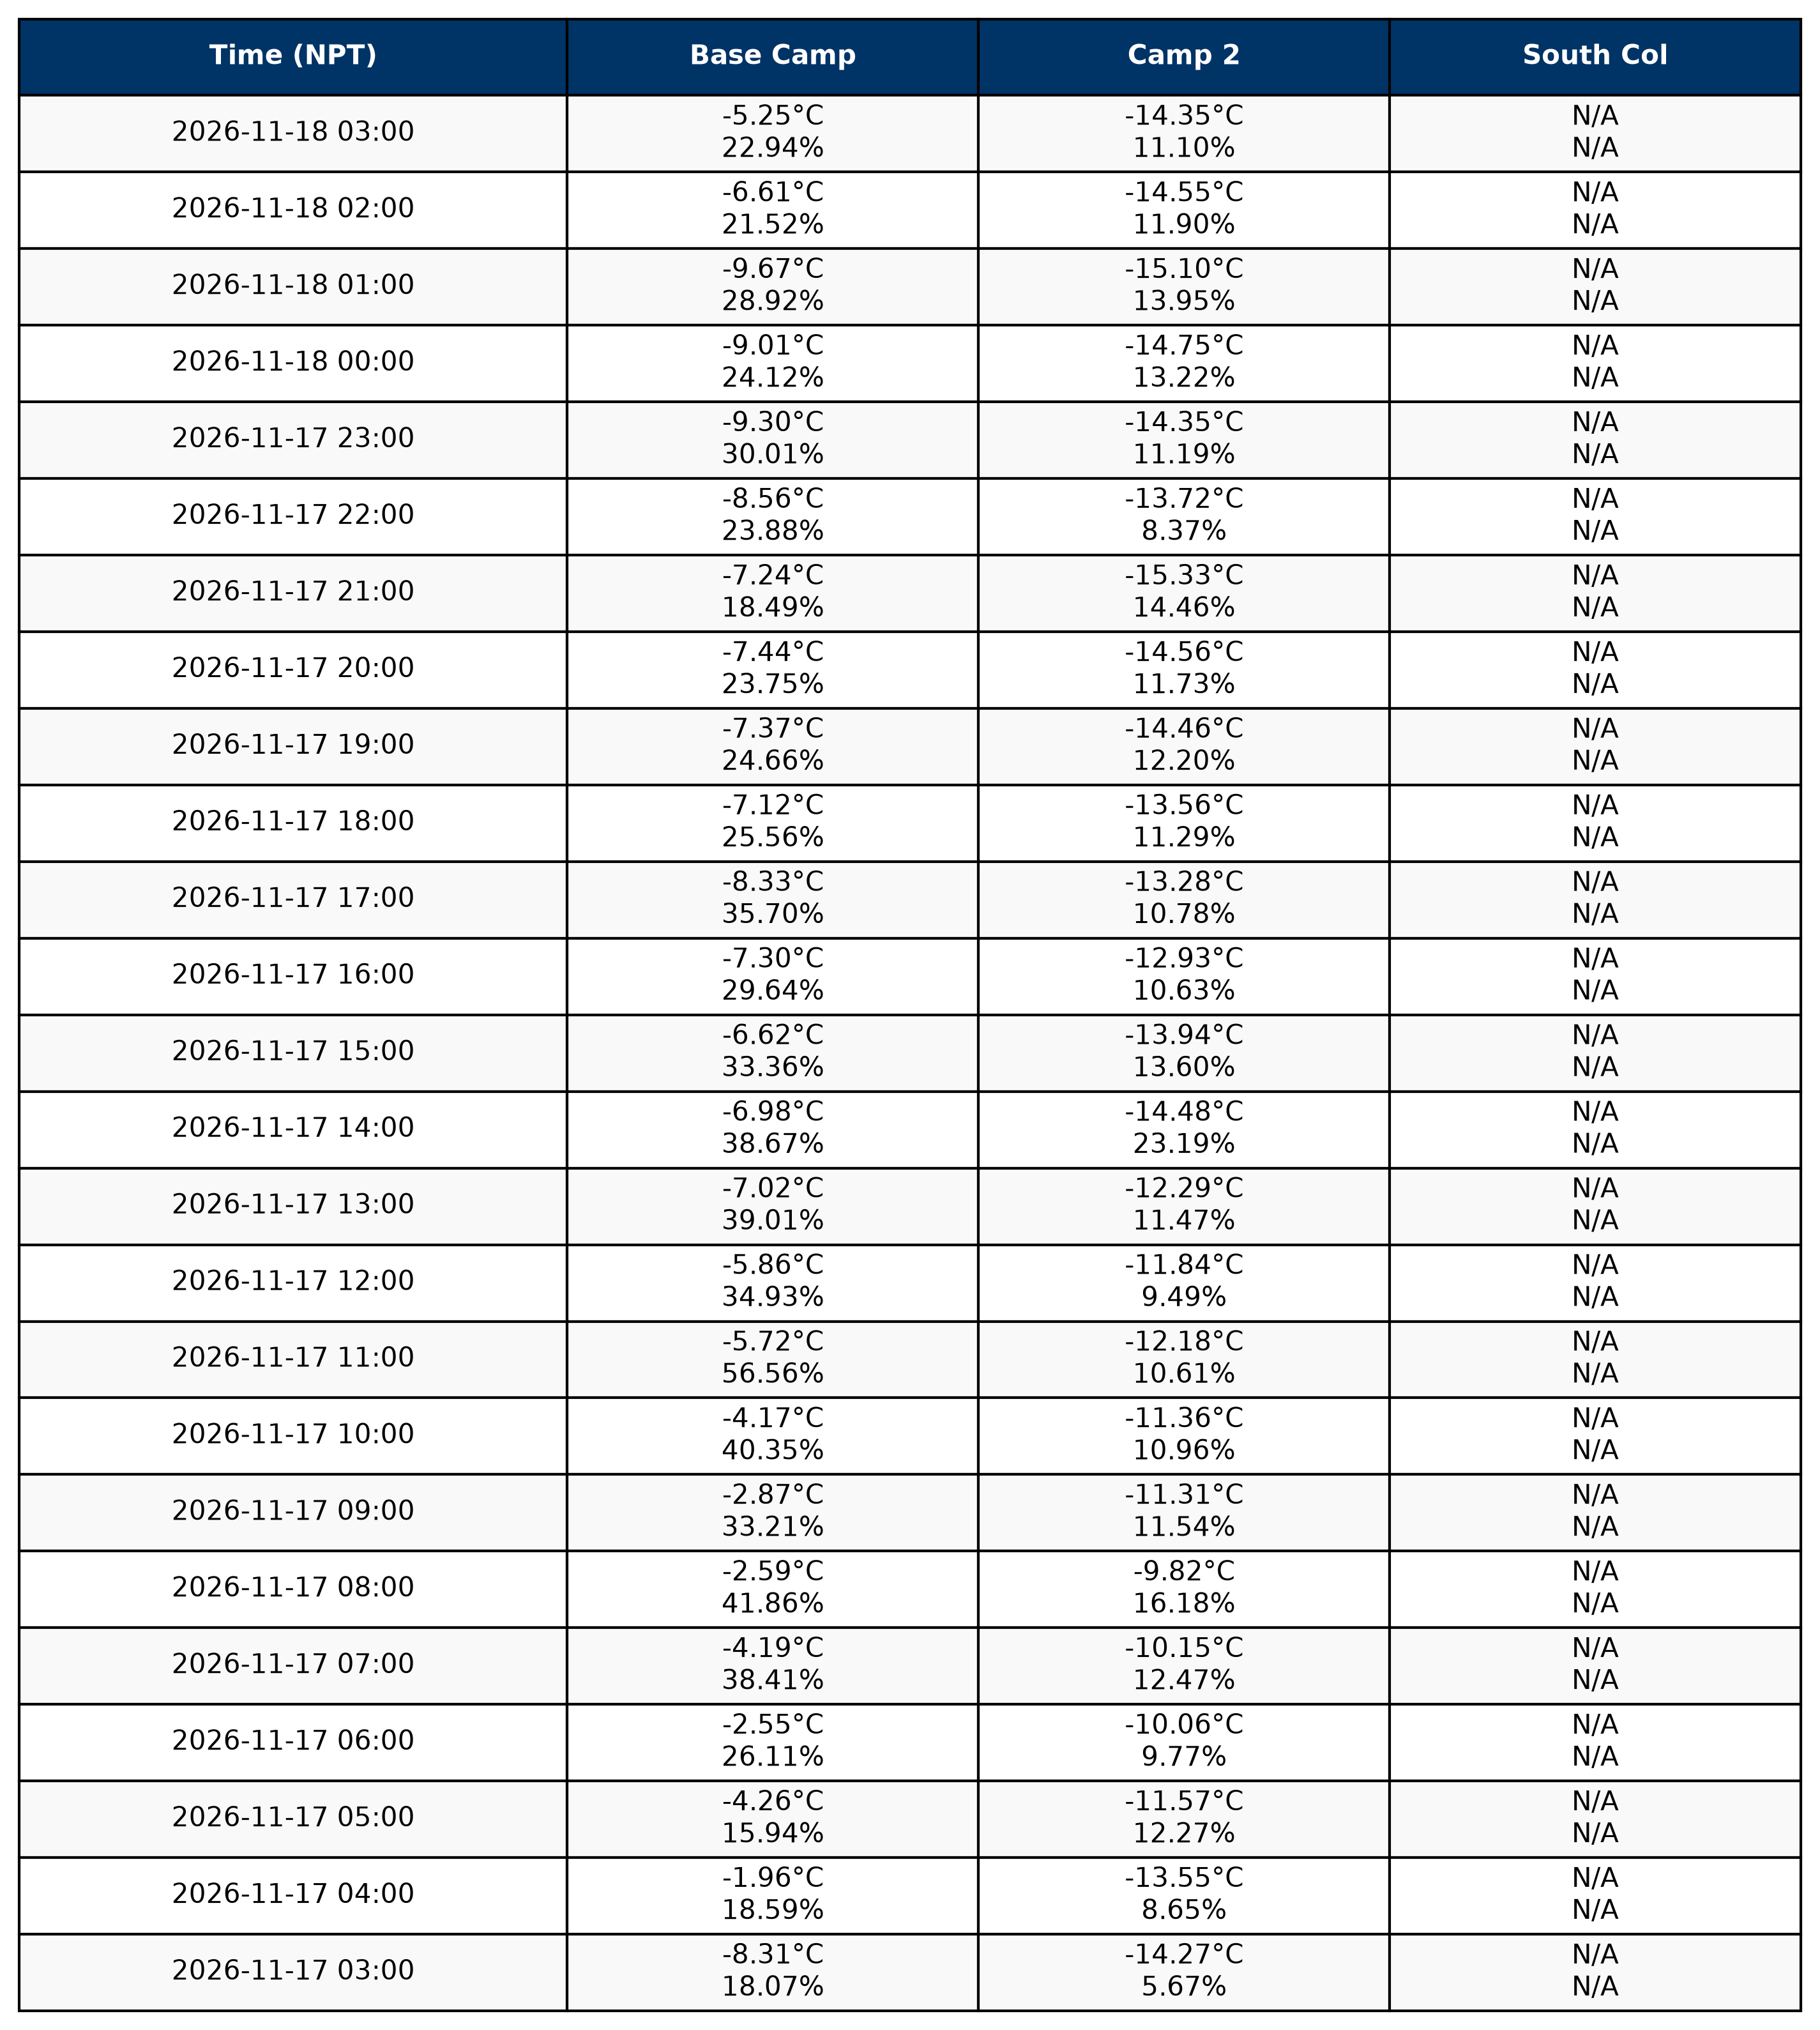 Time (NPT) Base Camp Camp 2 South Col
2026-11-18 03:00 -5.25°C -14.35°C N/A
22.94% 11.10% N/A
2026-11-18 02:00 -6.61°C -14.55°C N/A
21.52% 11.90% N/A
2026-11-18 01:00 -9.67°C -15.10°C N/A
28.92% 13.95% N/A
2026-11-18 00:00 -9.01°C -14.75°C N/A
24.12% 13.22% N/A
2026-11-17 23:00 -9.30°C -14.35°C N/A
30.01% 11.19% N/A
2026-11-17 22:00 -8.56°C -13.72°C N/A
23.88% 8.37% N/A
2026-11-17 21:00 -7.24°C -15.33°C N/A
18.49% 14.46% N/A
2026-11-17 20:00 -7.44°C -14.56°C N/A
23.75% 11.73% N/A
2026-11-17 19:00 -7.37°C -14.46°C N/A
24.66% 12.20% N/A
2026-11-17 18:00 -7.12°C -13.56°C N/A
25.56% 11.29% N/A
2026-11-17 17:00 -8.33°C -13.28°C N/A
35.70% 10.78% N/A
2026-11-17 16:00 -7.30°C -12.93°C N/A
29.64% 10.63% N/A
2026-11-17 15:00 -6.62°C -13.94°C N/A
33.36% 13.60% N/A
2026-11-17 14:00 -6.98°C -14.48°C N/A
38.67% 23.19% N/A
2026-11-17 13:00 -7.02°C -12.29°C N/A
39.01% 11.47% N/A
2026-11-17 12:00 -5.86°C -11.84°C N/A
34.93% 9.49% N/A
2026-11-17 11:00 -5.72°C -12.18°C N/A
56.56% 10.61% N/A
2026-11-17 10:00 -4.17°C -11.36°C N/A
40.35% 10.96% N/A
2026-11-17 09:00 -2.87°C -11.31°C N/A
33.21% 11.54% N/A
2026-11-17 08:00 -2.59°C -9.82°C N/A
41.86% 16.18% N/A
2026-11-17 07:00 -4.19°C -10.15°C N/A
38.41% 12.47% N/A
2026-11-17 06:00 -2.55°C -10.06°C N/A
26.11% 9.77% N/A
2026-11-17 05:00 -4.26°C -11.57°C N/A
15.94% 12.27% N/A
2026-11-17 04:00 -1.96°C -13.55°C N/A
18.59% 8.65% N/A
2026-11-17 03:00 -8.31°C -14.27°C N/A
18.07% 5.67% N/A